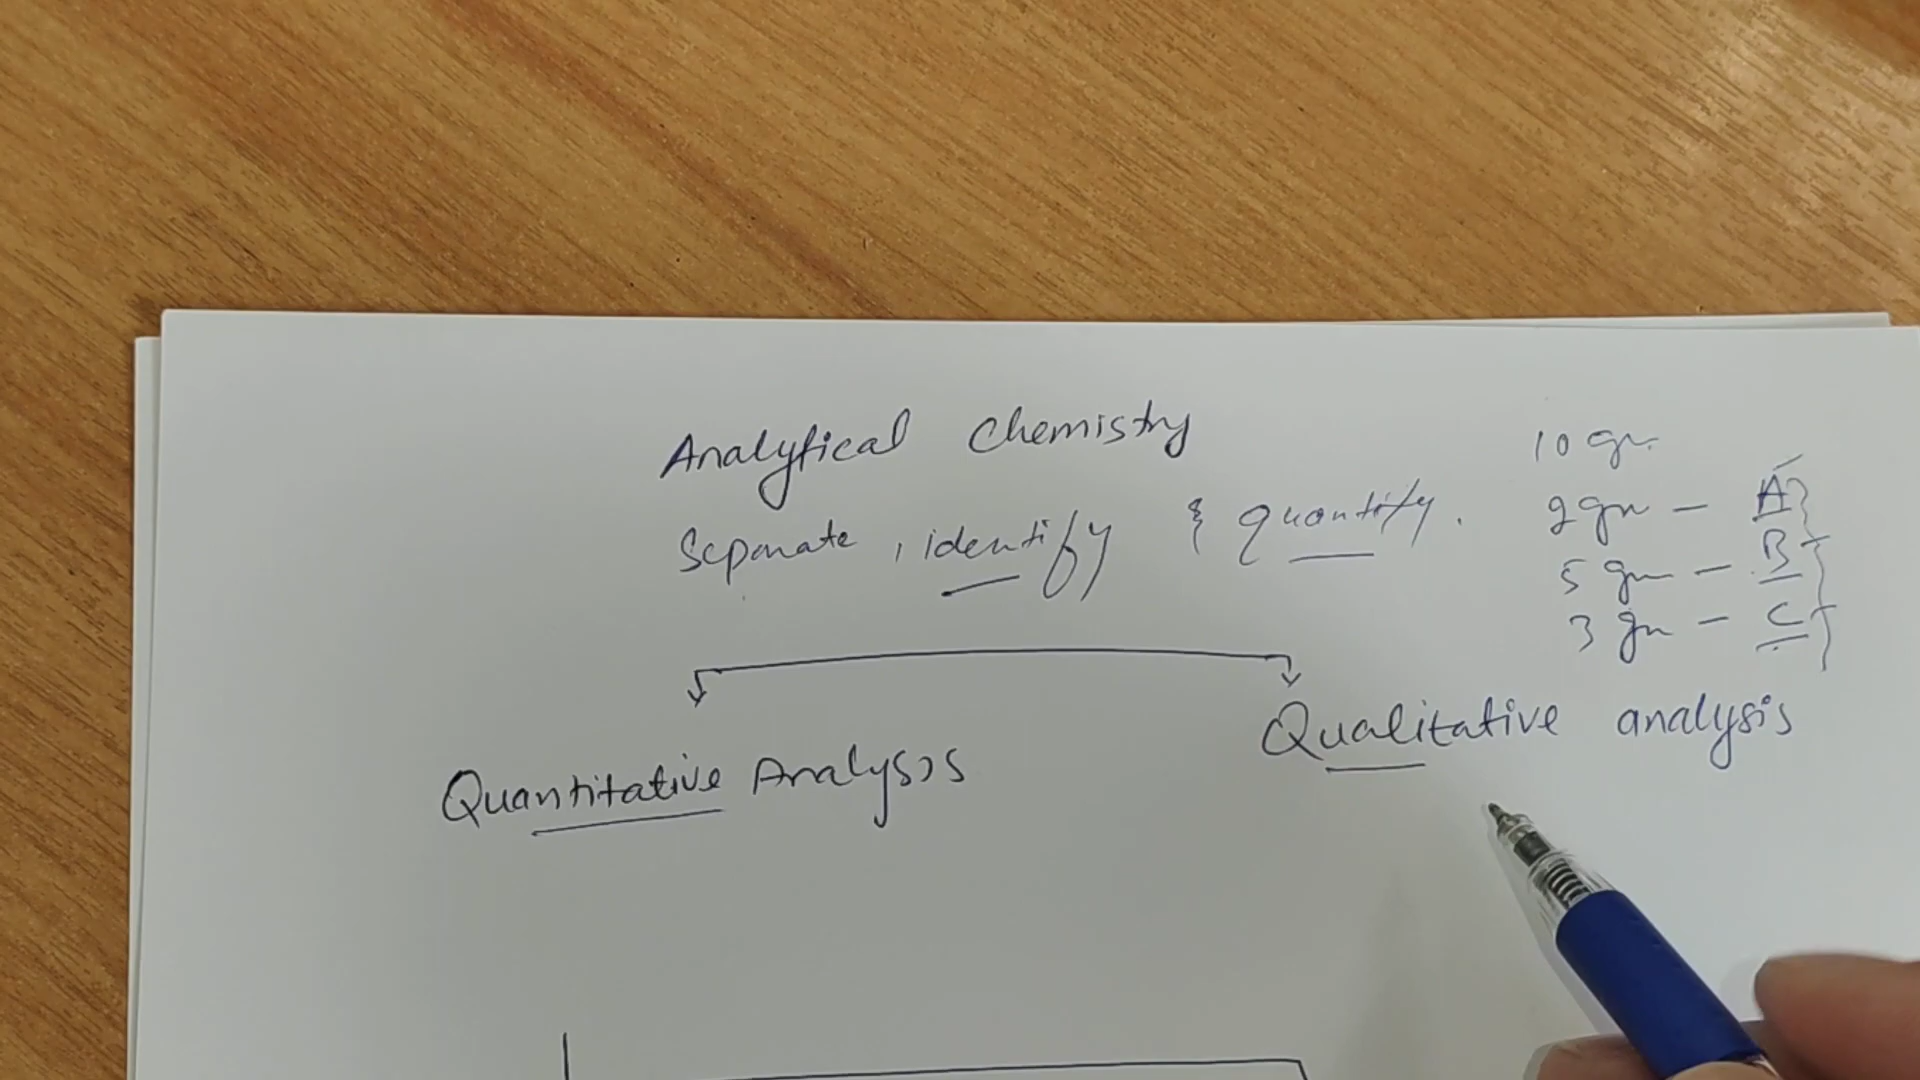 Analytical Chemistry
Separate , identify & quantify .
10 gm
2 gm - A
5 gm - B
3 gm - C
Quantitative Analysis
Qualitative analysis